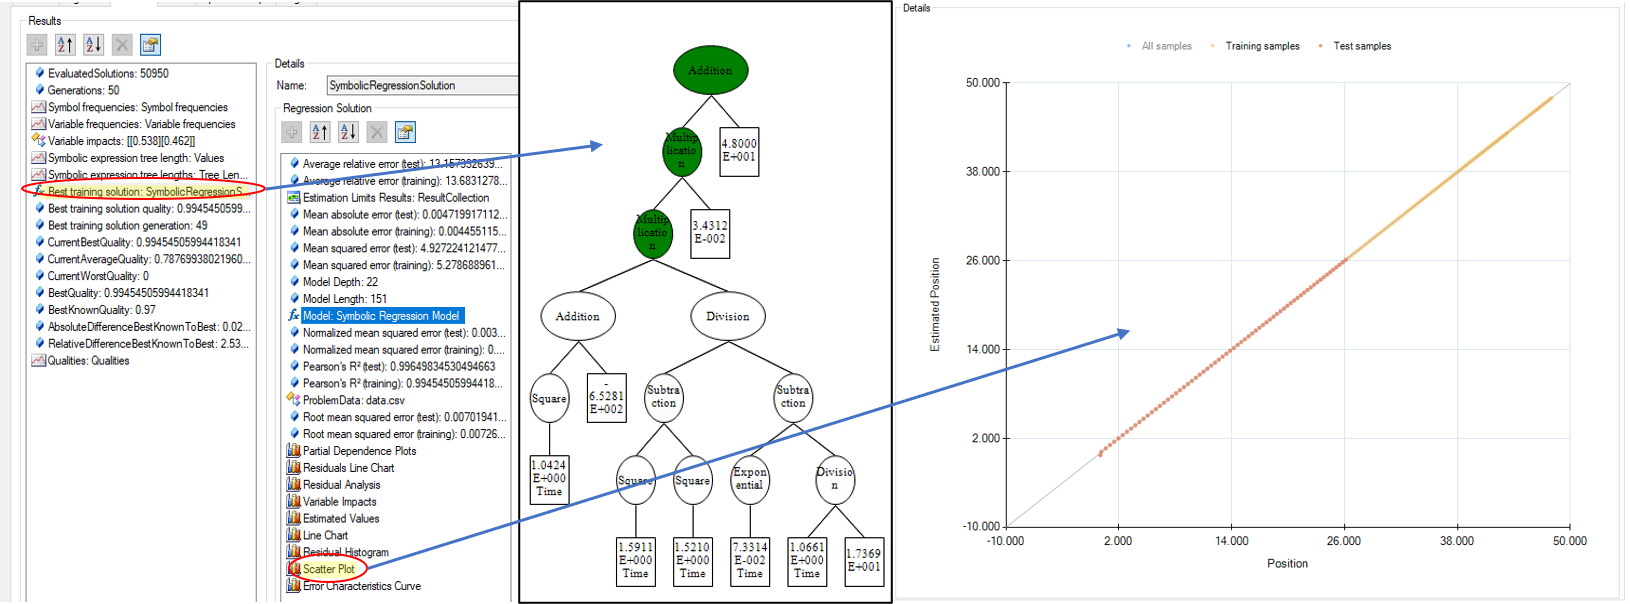 Results
EvaluatedSolutions: 50950
Generations: 50
Symbol frequencies: Symbol frequencies
Variable frequencies: Variable frequencies
Variable impacts: [[0.538][0.462]]
Symbolic expression tree length: Values
Symbolic expression tree lengths: Tree Len...
Best training solution: SymbolicRegressionS...
Best training solution quality: 0.9945450599...
Best training solution generation: 49
CurrentBestQuality: 0.99454505994418341
CurrentAverageQuality: 0.78769938021960...
CurrentWorstQuality: 0
BestQuality: 0.99454505994418341
BestKnownQuality: 0.97
AbsoluteDifferenceBestKnownToBest: 0.02...
RelativeDifferenceBestKnownToBest: 2.53...
Qualities: Qualities
Details
Name:
SymbolicRegressionSolution
Regression Solution
Average relative error (test): 13.157332639...
Average relative error (training): 13.6831278...
Estimation Limits Results: ResultCollection
Mean absolute error (test): 0.004719917112...
Mean absolute error (training): 0.004455115...
Mean squared error (test): 4.927224121477...
Mean squared error (training): 5.278688961...
Model Depth: 22
Model Length: 151
Model: Symbolic Regression Model
Normalized mean squared error (test): 0.003...
Normalized mean squared error (training): 0....
Pearson's R² (test): 0.99649834530494663
Pearson's R² (training): 0.99454505994418...
ProblemData: data.csv
Root mean squared error (test): 0.00701941...
Root mean squared error (training): 0.00726...
Partial Dependence Plots
Residuals Line Chart
Residual Analysis
Variable Impacts
Estimated Values
Line Chart
Residual Histogram
Scatter Plot
Error Characteristics Curve
Addition
Multiplication
4.8000
E+001
Multiplication
3.4312
E-002
Addition
Division
Square
-
6.5281
E+002
Subtra
ction
Subtra
ction
1.0424
E+000
Time
Square
Square
Expon
ential
Divisio
n
1.5911
E+000
Time
1.5210
E+000
Time
7.3314
E-002
Time
1.0661
E+000
Time
1.7369
E+001
Details
All samples
Training samples
Test samples
50.000
38.000
26.000
14.000
2.000
-10.000
Estimated Position
-10.000
2.000
14.000
26.000
38.000
50.000
Position